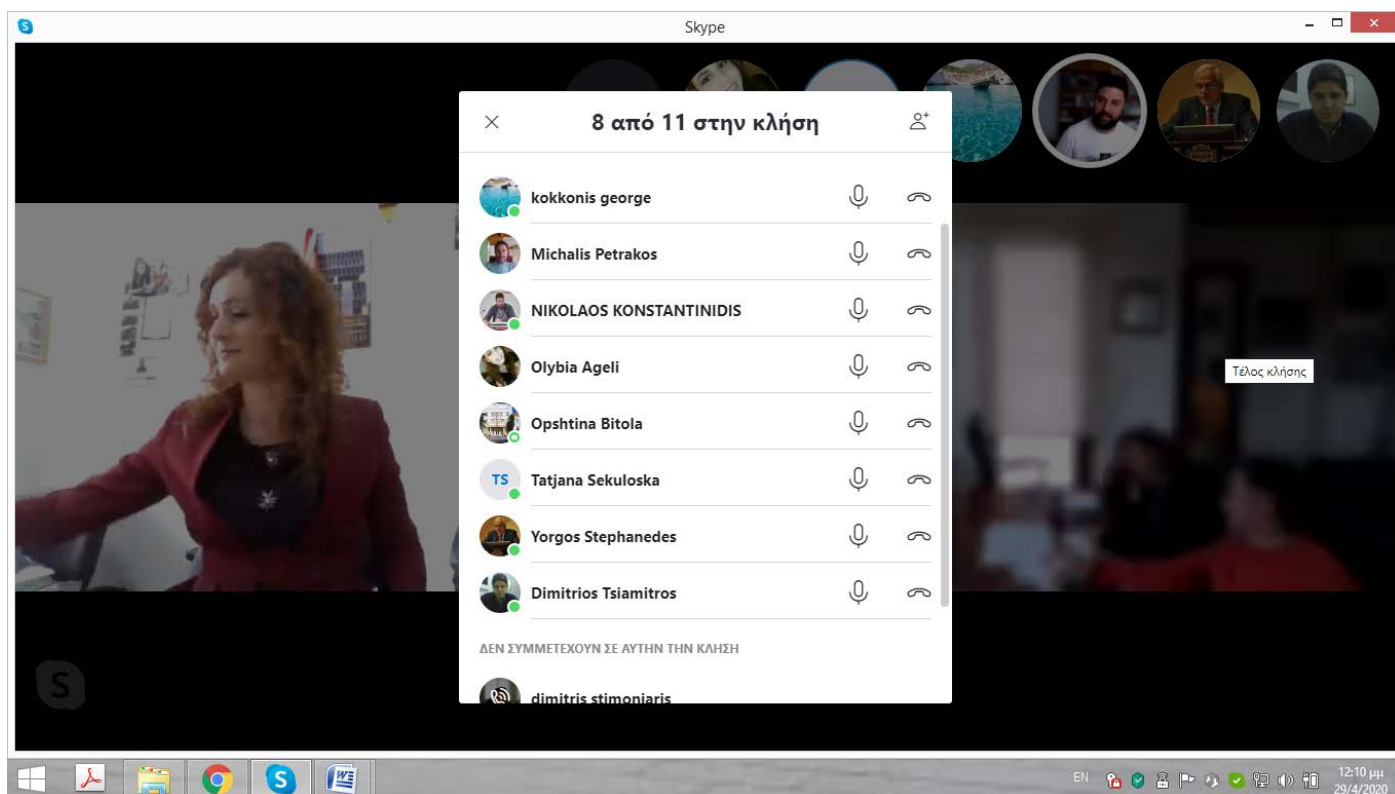 Skype
8 από 11 στην κλήση
kokkonis george
Michalis Petrakos
NIKOLAOS KONSTANTINIDIS
Olybia Ageli
Opshtina Bitola
TS Tatjana Sekuloska
Yorgos Stephanedes
Dimitrios Tsiamitros
ΔΕΝ ΣΥΜΜΕΤΕΧΟΥΝ ΣΕ ΑΥΤΗΝ ΤΗΝ ΚΛΗΣΗ
dimitris stimoniaris
Τέλος κλήσης
EN
12:10 μμ
29/4/2020